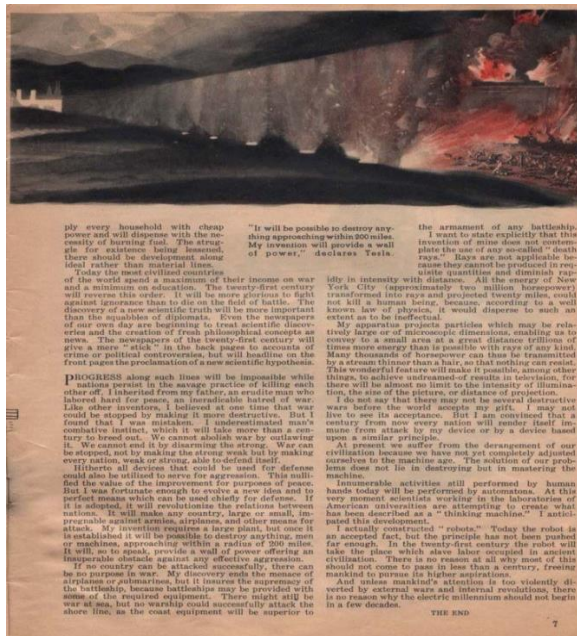 ply every household with cheap
power and will dispense with the ne-
cessity of burning fuel. The strug-
gle for existence being lessened,
there should be development along
ideal rather than material lines.
Today the most civilized countries
of the world spend a maximum of their income on war
and a minimum on education. The twenty-first century
will reverse this order. It will be more glorious to fight
against ignorance than to die on the field of battle. The
discovery of a new scientific truth will be more important
than the squabbles of diplomats. Even the newspapers
of our own day are beginning to treat scientific discov-
eries and the creation of fresh philosophical concepts as
news. The newspapers of the twenty-first century will
give a mere "stick" in the back pages to accounts of
crime or political controversies, but will headline on the
front pages the proclamation of a new scientific hypothesis.
PROGRESS along such lines will be impossible while
nations persist in the savage practice of killing each
other off. I inherited from my father, an erudite man who
labored hard for peace, an ineradicable hatred of war.
Like other inventors, I believed at one time that war
could be stopped by making it more destructive. But I
found that I was mistaken. I underestimated man's
combative instinct, which it will take more than a cen-
tury to breed out. We cannot abolish war by outlawing
it. We cannot end it by disarming the strong. War can
be stopped, not by making the strong weak but by making
every nation, weak or strong, able to defend itself.
Hitherto all devices that could be used for defense
could also be utilized to serve for aggression. This nulli-
fied the value of the improvement for purposes of peace.
But I was fortunate enough to evolve a new idea and to
perfect means which can be used chiefly for defense. If
it is adopted, it will revolutionize the relations between
nations. It will make any country, large or small, im-
pregnable against armies, airplanes, and other means for
attack. My invention requires a large plant, but once it
is established it will be possible to destroy anything, men
or machines, approaching within a radius of 200 miles.
It will, so to speak, provide a wall of power offering an
insuperable obstacle against any effective aggression.
If no country can be attacked successfully, there can
be no purpose in war. My discovery ends the menace of
airplanes or submarines, but it insures the supremacy of
the battleship, because battleships may be provided with
some of the required equipment. There might still be
war at sea, but no warship could successfully attack the
shore line, as the coast equipment will be superior to
"It will be possible to destroy any-
thing approaching within 200 miles.
My invention will provide a wall
of power," declares Tesla.
the armament of any battleship.
I want to state explicitly that this
invention of mine does not contem-
plate the use of any so-called "death
rays." Rays are not applicable be-
cause they cannot be produced in req-
uisite quantities and diminish rap-
idly in intensity with distance. All the energy of New
York City (approximately two million horsepower)
transformed into rays and projected twenty miles, could
not kill a human being, because, according to a well
known law of physics, it would disperse to such an
extent as to be ineffectual.
My apparatus projects particles which may be rela-
tively large or of microscopic dimensions, enabling us to
convey to a small area at a great distance trillions of
times more energy than is possible with rays of any kind.
Many thousands of horsepower can thus be transmitted
by a stream thinner than a hair, so that nothing can resist.
This wonderful feature will make it possible, among other
things, to achieve undreamed-of results in television, for
there will be almost no limit to the intensity of illumina-
tion, the size of the picture, or distance of projection.
I do not say that there may not be several destructive
wars before the world accepts my gift. I may not
live to see its acceptance. But I am convinced that a
century from now every nation will render itself im-
mune from attack by my device or by a device based
upon a similar principle.
At present we suffer from the derangement of our
civilization because we have not yet completely adjusted
ourselves to the machine age. The solution of our prob-
lems does not lie in destroying but in mastering the
machine.
Innumerable activities still performed by human
hands today will be performed by automatons. At this
very moment scientists working in the laboratories of
American universities are attempting to create what
has been described as a "thinking machine." I antici-
pated this development.
I actually constructed "robots." Today the robot is
an accepted fact, but the principle has not been pushed
far enough. In the twenty-first century the robot will
take the place which slave labor occupied in ancient
civilization. There is no reason at all why most of this
should not come to pass in less than a century, freeing
mankind to pursue its higher aspirations.
And unless mankind's attention is too violently di-
verted by external wars and internal revolutions, there
is no reason why the electric millennium should not begin
in a few decades.
THE END
7